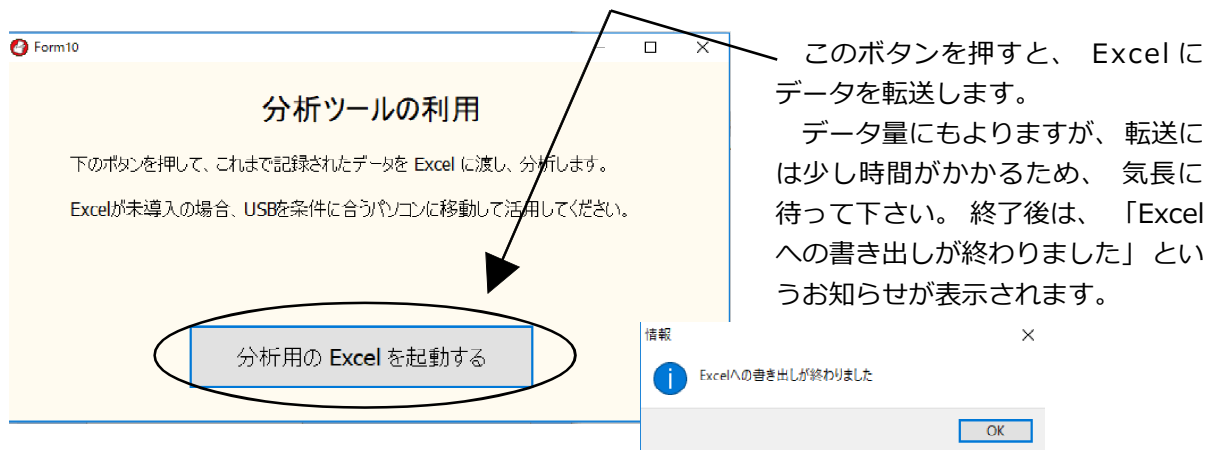 Form10
分析ツールの利用
下のボタンを押して、これまで記録されたデータを Excel に渡し、分析します。
Excelが未導入の場合、USBを条件に合うパソコンに移動して活用してください。
分析用の Excel を起動する
このボタンを押すと、 Excel に
データを転送します。
データ量にもよりますが、 転送に
は少し時間がかかるため、 気長に
待って下さい。 終了後は、 「Excel
への書き出しが終わりました」 とい
うお知らせが表示されます。
情報
Excelへの書き出しが終わりました
OK